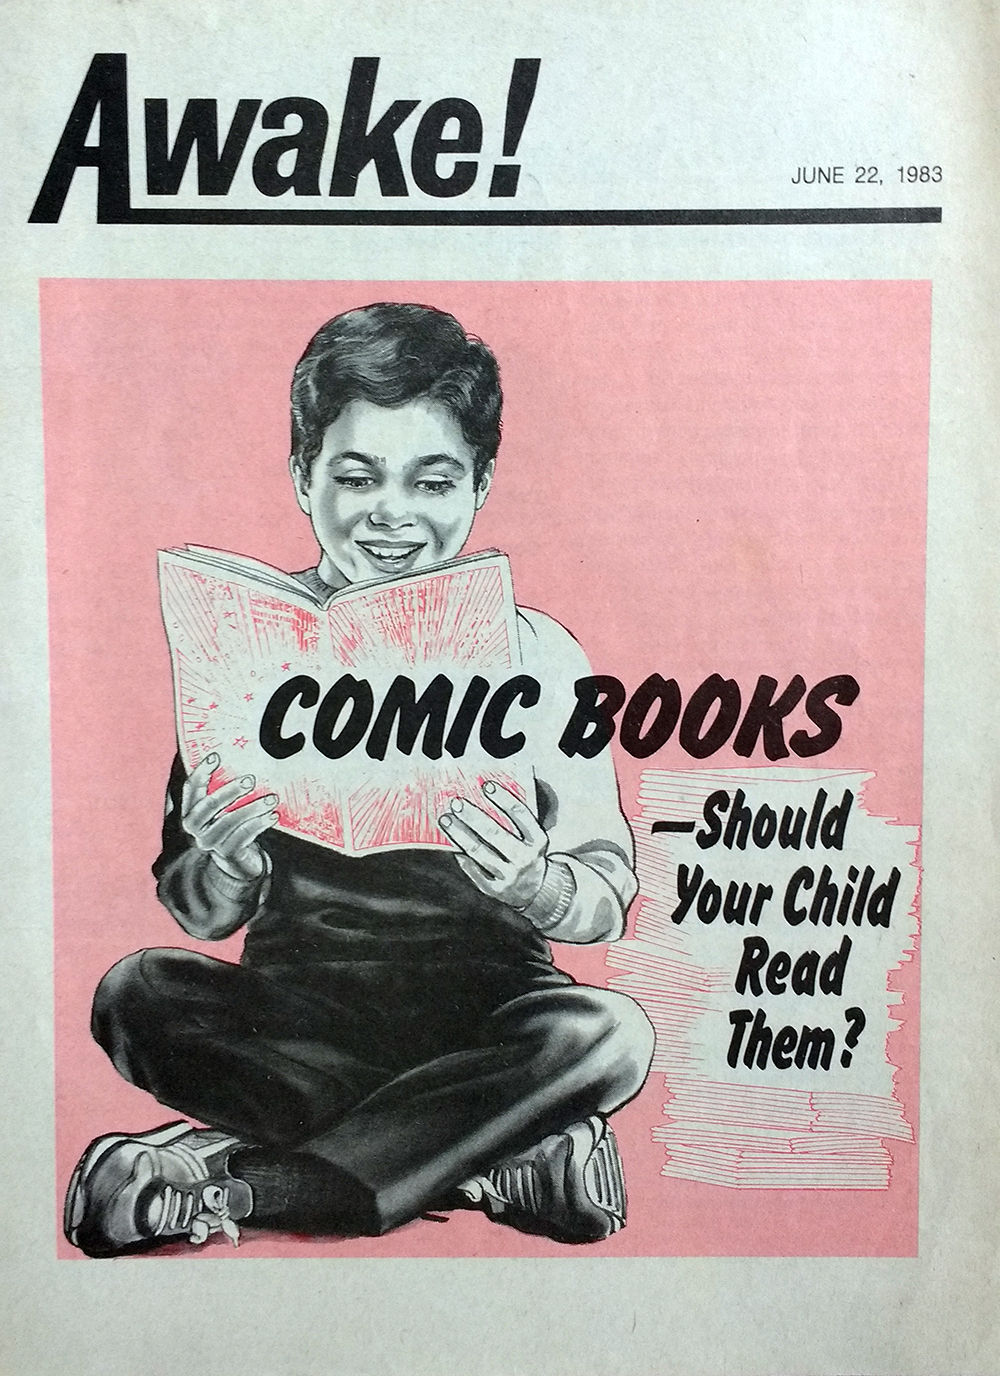 Awake!
JUNE 22, 1983
COMIC BOOKS
—Should
Your Child
Read
Them?